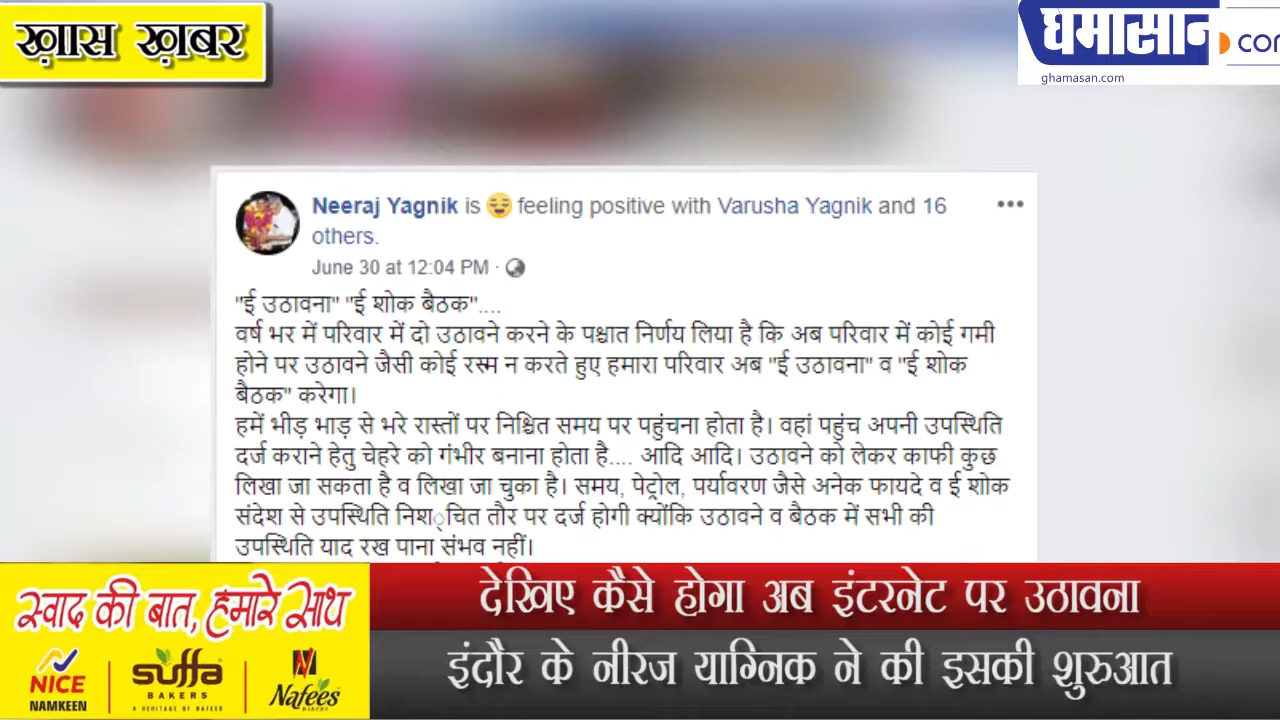 ख़ास ख़बर
घमासान
.com
ghamasan.com
Neeraj Yagnik is 😌 feeling positive with Varusha Yagnik and 16
others.
June 30 at 12:04 PM ·
"ई उठावना" "ई शोक बैठक"....
वर्ष भर में परिवार में दो उठावने करने के पश्चात निर्णय लिया है कि अब परिवार में कोई गमी
होने पर उठावने जैसी कोई रस्म न करते हुए हमारा परिवार अब "ई उठावना" व "ई शोक
बैठक" करेगा।
हमें भीड़ भाड़ से भरे रास्तों पर निश्चित समय पर पहुंचना होता है। वहां पहुंच अपनी उपस्थिति
दर्ज कराने हेतु चेहरे को गंभीर बनाना होता है.... आदि आदि। उठावने को लेकर काफी कुछ
लिखा जा सकता है व लिखा जा चुका है। समय, पेट्रोल, पर्यावरण जैसे अनेक फायदे व ई शोक
संदेश से उपस्थिति निश्चित तौर पर दर्ज होगी क्योंकि उठावने व बैठक में सभी की
उपस्थिति याद रख पाना संभव नहीं।
स्वाद की बात, हमारे साथ
NICE
NAMKEEN
suffa
BAKERS
A HERITAGE OF NAFEES
Nafees
BAKERY
देखिए कैसे होगा अब इंटरनेट पर उठावना
इंदौर के नीरज याग्निक ने की इसकी शुरुआत